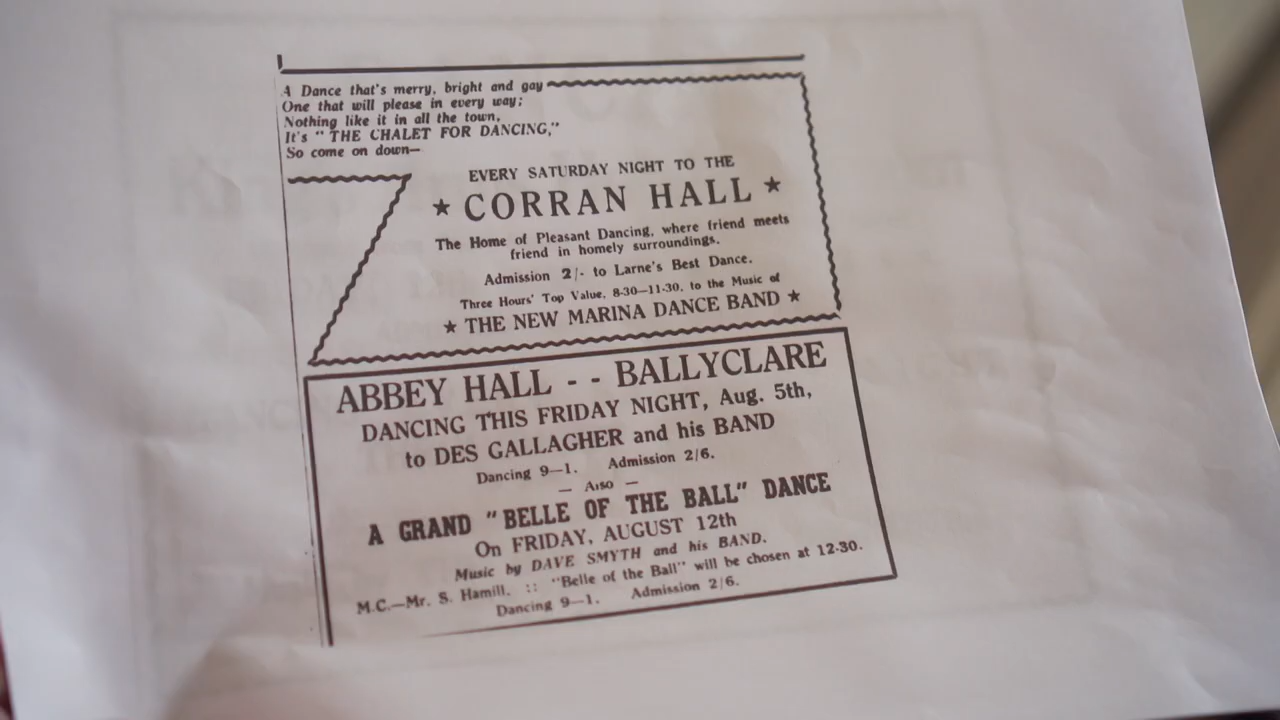 A Dance that's merry, bright and gay
One that will please in every way;
Nothing like it in all the town,
It's "THE CHALET FOR DANCING,"
So come on down—
EVERY SATURDAY NIGHT TO THE
★ CORRAN HALL ★
The Home of Pleasant Dancing, where friend meets
friend in homely surroundings.
Admission 2/- to Larne's Best Dance.
Three Hours' Top Value, 8-30—11-30, to the Music of
★ THE NEW MARINA DANCE BAND ★
ABBEY HALL - - BALLYCLARE
DANCING THIS FRIDAY NIGHT, Aug. 5th,
to DES GALLAGHER and his BAND
Dancing 9—1. Admission 2/6.
— Also —
A GRAND "BELLE OF THE BALL" DANCE
On FRIDAY, AUGUST 12th
Music by DAVE SMYTH and his BAND.
M.C.—Mr. S. Hamill. :: "Belle of the Ball" will be chosen at 12-30.
Dancing 9—1. Admission 2/6.